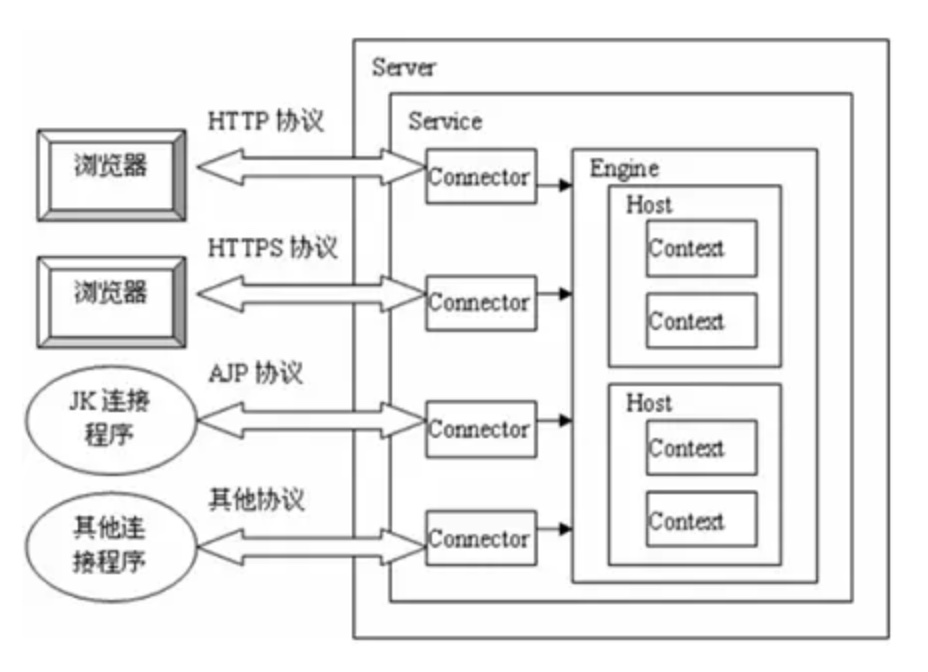 Server
HTTP 协议
Service
浏览器
Connector
Engine
Host
Context
HTTPS 协议
浏览器
Connector
Context
AJP 协议
JK 连接
程序
Connector
Host
Context
其他协议
其他连
接程序
Connector
Context